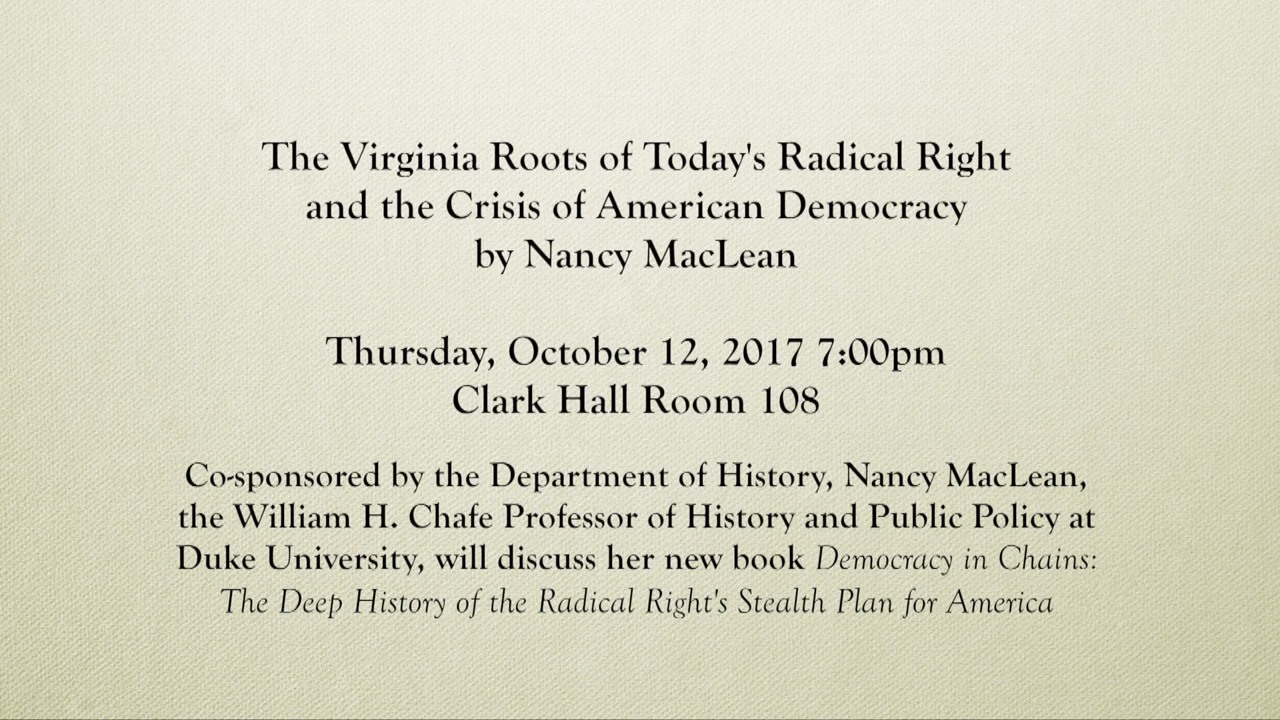 The Virginia Roots of Today's Radical Right
and the Crisis of American Democracy
by Nancy MacLean
Thursday, October 12, 2017 7:00pm
Clark Hall Room 108
Co-sponsored by the Department of History, Nancy MacLean,
the William H. Chafe Professor of History and Public Policy at
Duke University, will discuss her new book Democracy in Chains:
The Deep History of the Radical Right's Stealth Plan for America